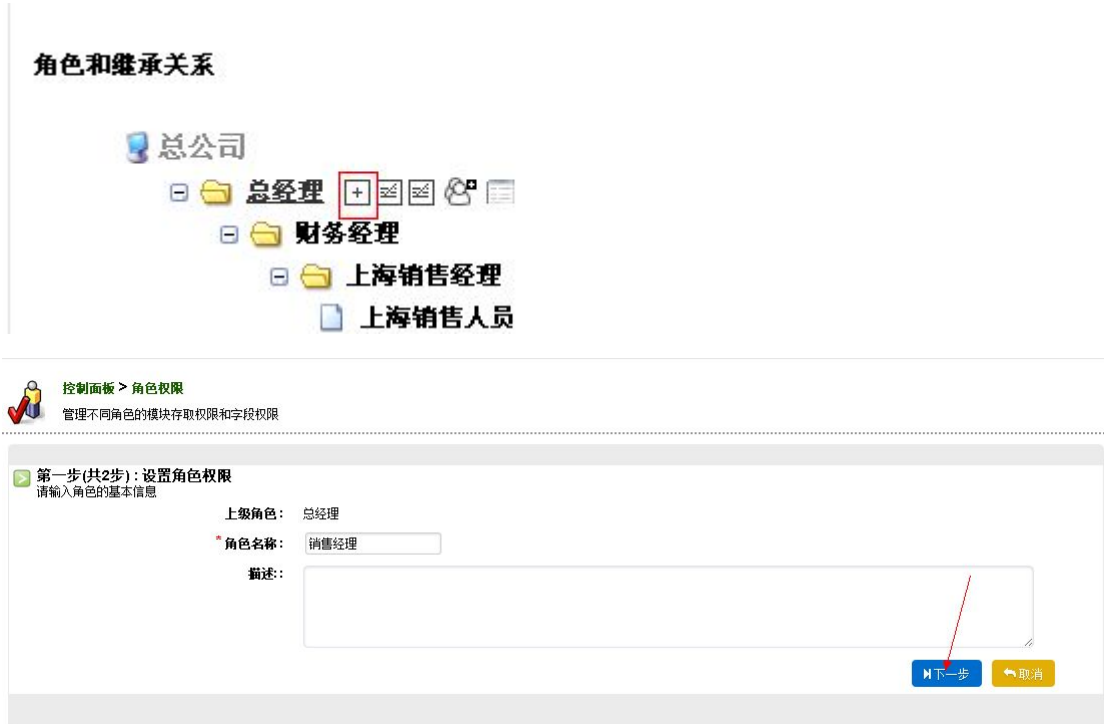 角色和继承关系
总公司
总经理
财务经理
上海销售经理
上海销售人员
控制面板 > 角色权限
管理不同角色的模块存取权限和字段权限
第一步(共2步) : 设置角色权限
请输入角色的基本信息
上级角色： 总经理
*角色名称： 销售经理
描述:：
下一步 取消